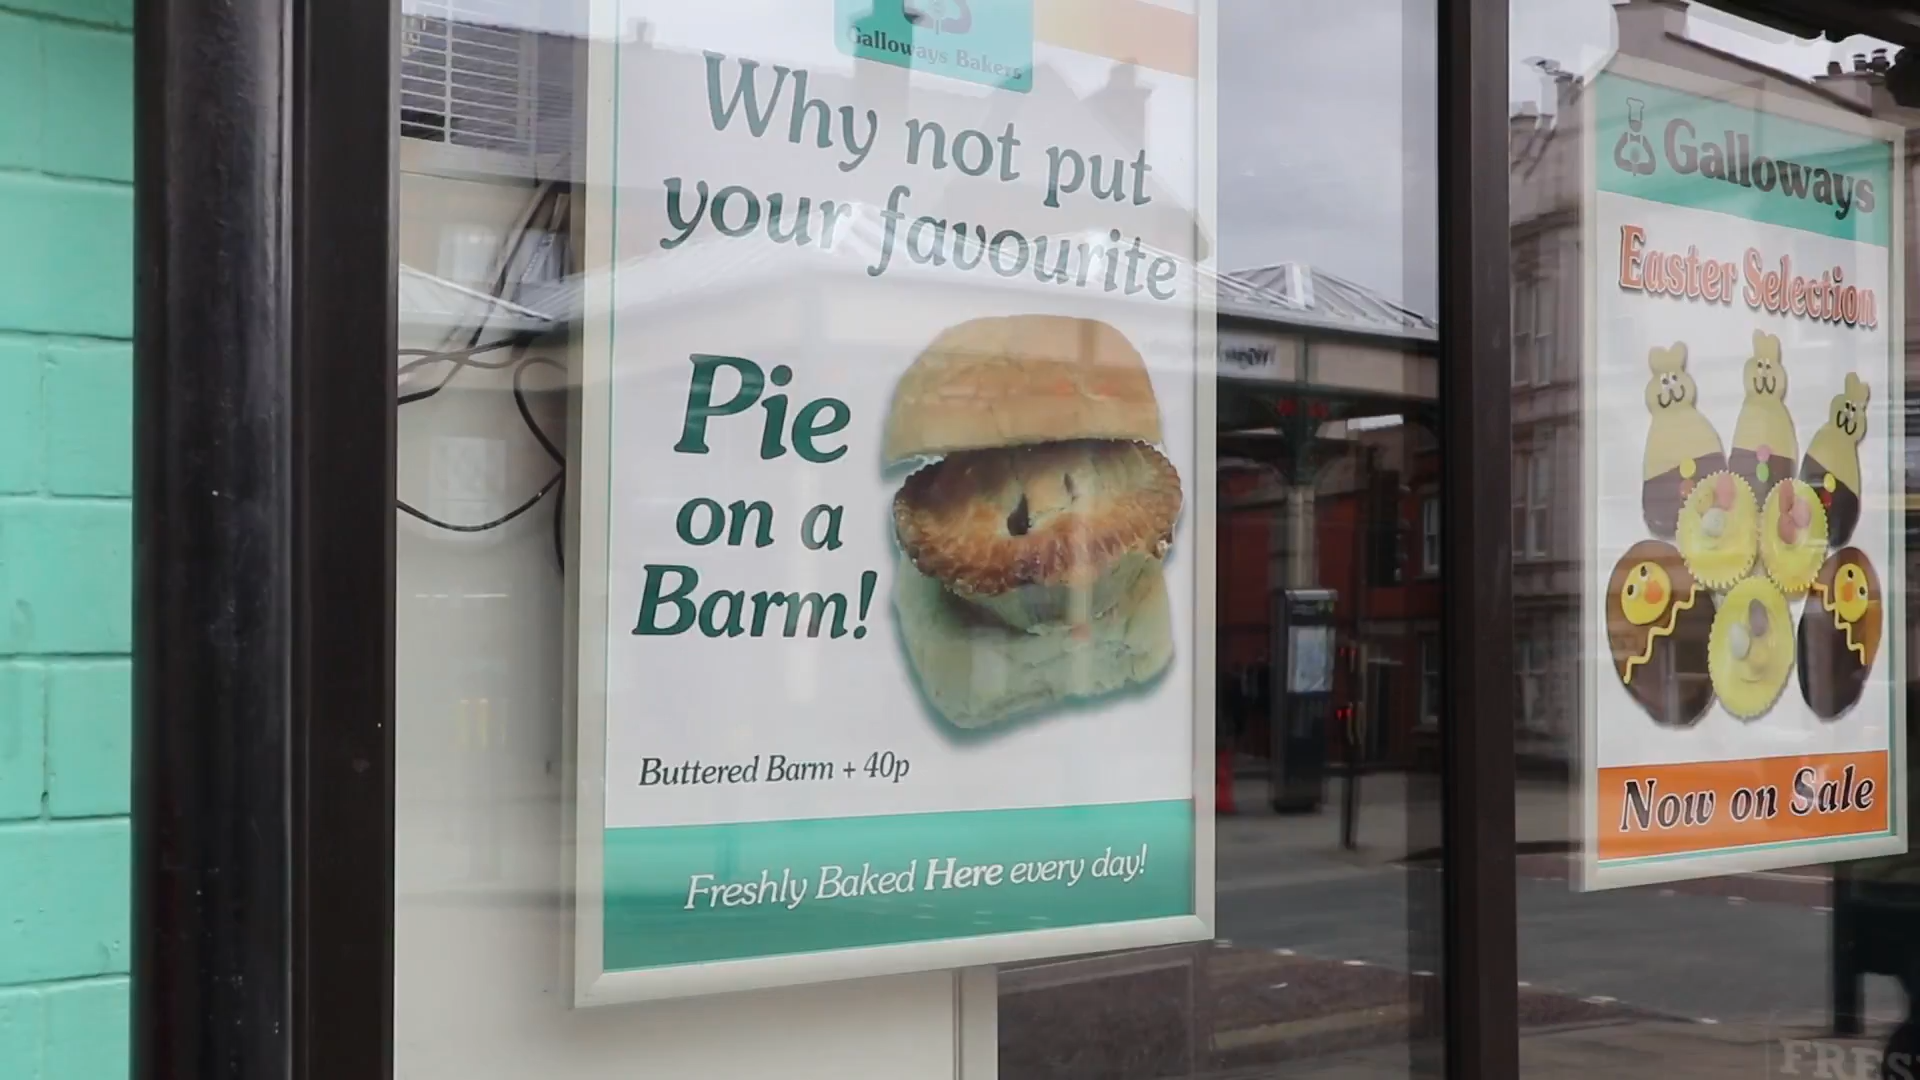 Galloways Bakers
Why not put
your favourite
Pie
on a
Barm!
Buttered Barm + 40p
Freshly Baked Here every day!
Galloways
Easter Selection
Now on Sale